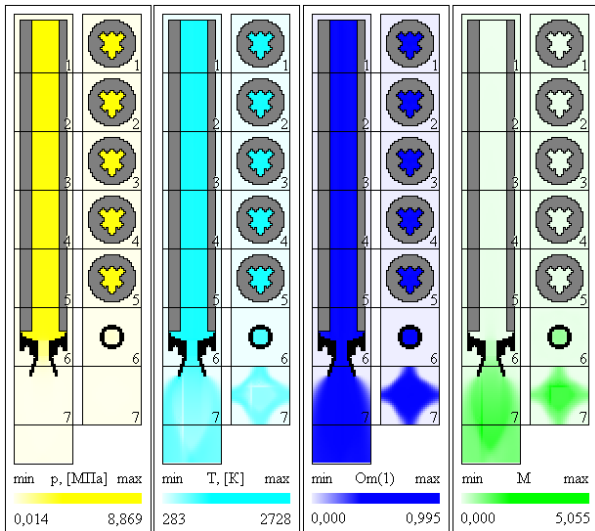 1 1 1 1 1 1 1 1
2 2 2 2 2 2 2 2
3 3 3 3 3 3 3 3
4 4 4 4 4 4 4 4
5 5 5 5 5 5 5 5
6 6 6 6 6 6 6 6
7 7 7 7 7 7 7 7
min p, [МПа] max min T, [K] max min Om(1) max min M max
0,014 8,869 283 2728 0,000 0,995 0,000 5,055